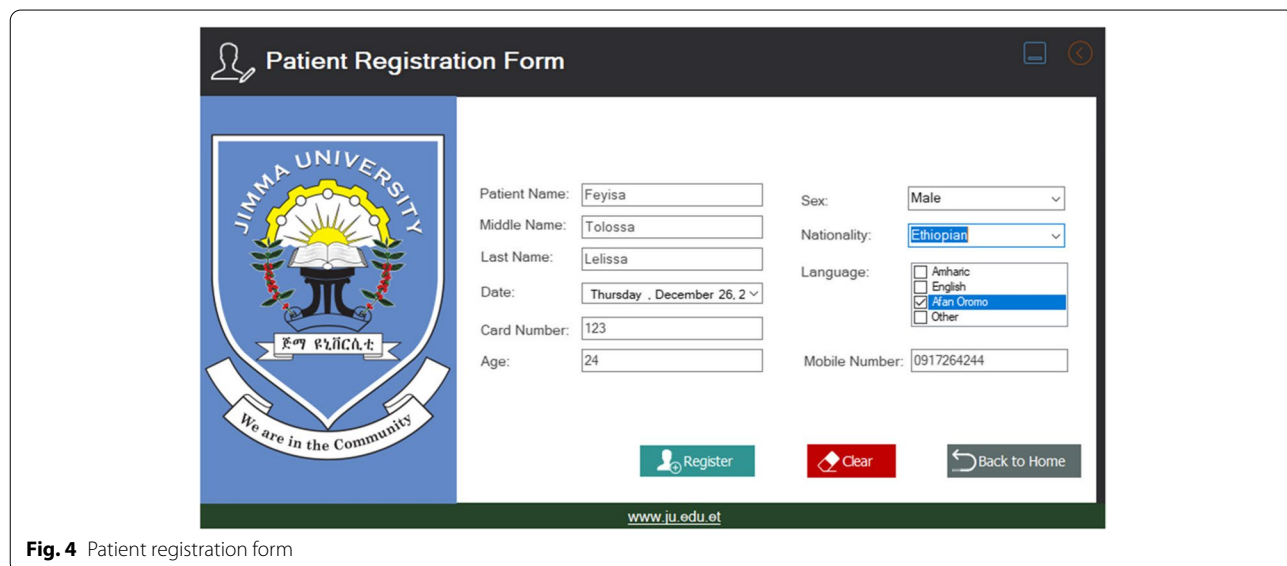 Patient Registration Form
JIMMA UNIVERSITY
ጅማ ዩኒቨርሲቲ
We are in the Community
Patient Name: Feyisa
Middle Name: Tolossa
Last Name: Lelissa
Date: Thursday , December 26, 2
Card Number: 123
Age: 24
Sex: Male
Nationality: Ethiopian
Language: Amharic
English
Afan Oromo
Other
Mobile Number: 0917264244
Register
Clear
Back to Home
www.ju.edu.et
Fig. 4 Patient registration form